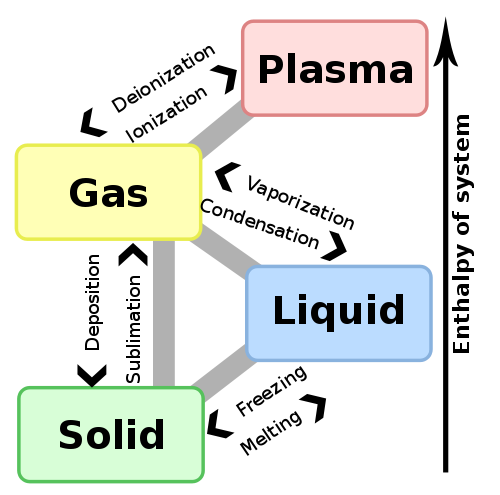 Plasma
Deionization
Ionization
Gas
Vaporization
Condensation
Enthalpy of system
Deposition
Sublimation
Liquid
Freezing
Melting
Solid